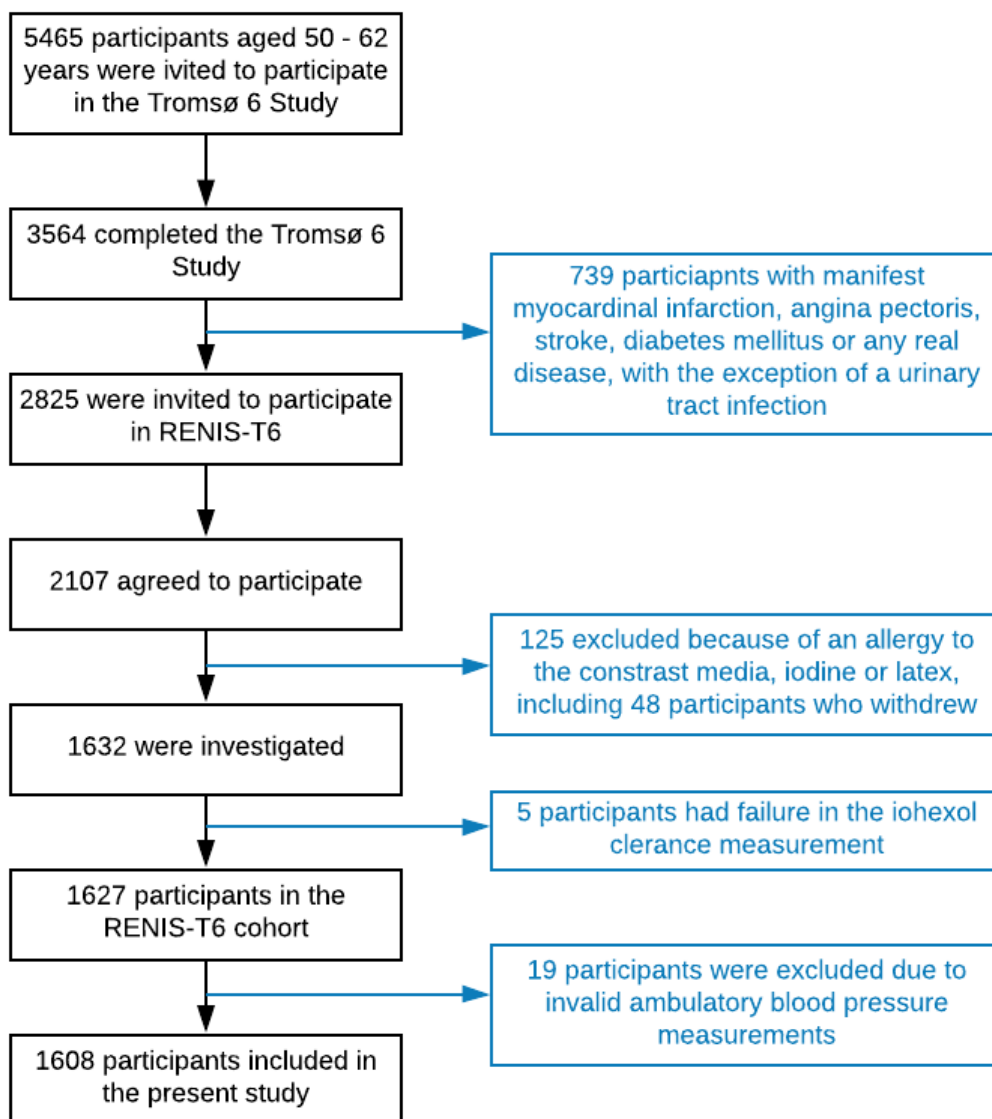 5465 participants aged 50 - 62
years were ivited to participate
in the Tromsø 6 Study
3564 completed the Tromsø 6
Study
739 particiapnts with manifest
myocardinal infarction, angina pectoris,
stroke, diabetes mellitus or any real
disease, with the exception of a urinary
tract infection
2825 were invited to participate
in RENIS-T6
2107 agreed to participate
125 excluded because of an allergy to
the constrast media, iodine or latex,
including 48 participants who withdrew
1632 were investigated
5 participants had failure in the iohexol
clerance measurement
1627 participants in the
RENIS-T6 cohort
19 participants were excluded due to
invalid ambulatory blood pressure
measurements
1608 participants included in
the present study